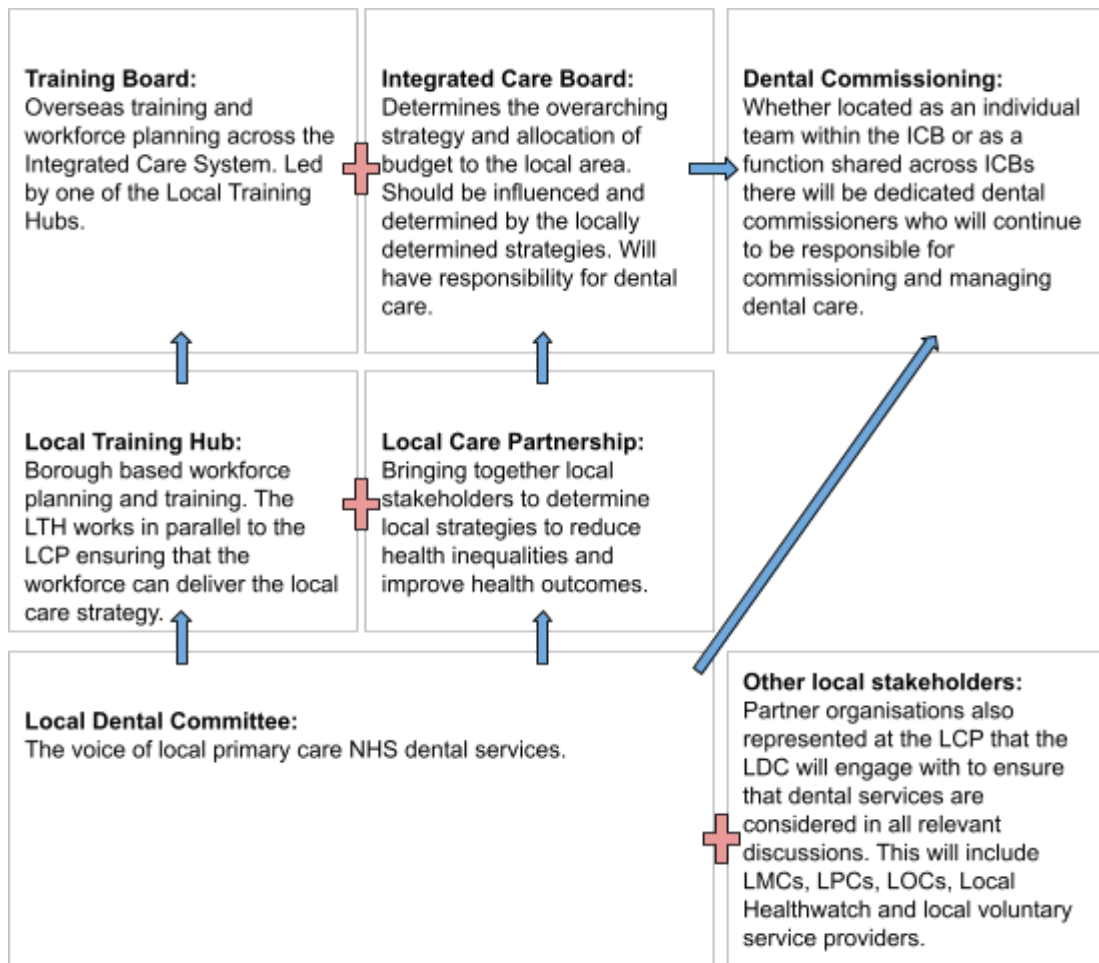 Training Board:
Overseas training and
workforce planning across the
Integrated Care System. Led
by one of the Local Training
Hubs.
Integrated Care Board:
Determines the overarching
strategy and allocation of
budget to the local area.
Should be influenced and
determined by the locally
determined strategies. Will
have responsibility for dental
care.
Dental Commissioning:
Whether located as an individual
team within the ICB or as a
function shared across ICBs
there will be dedicated dental
commissioners who will continue
to be responsible for
commissioning and managing
dental care.
Local Training Hub:
Borough based workforce
planning and training. The
LTH works in parallel to the
LCP ensuring that the
workforce can deliver the local
care strategy.
Local Care Partnership:
Bringing together local
stakeholders to determine
local strategies to reduce
health inequalities and
improve health outcomes.
Local Dental Committee:
The voice of local primary care NHS dental services.
Other local stakeholders:
Partner organisations also
represented at the LCP that the
LDC will engage with to ensure
that dental services are
considered in all relevant
discussions. This will include
LMCs, LPCs, LOCs, Local
Healthwatch and local voluntary
service providers.